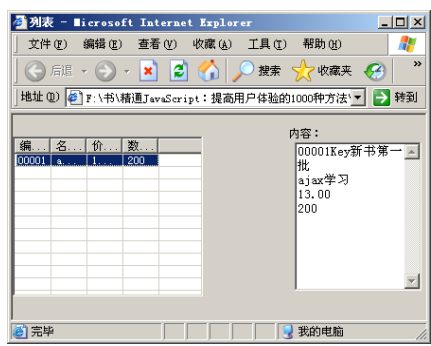 列表 - Microsoft Internet Explorer
文件(F) 编辑(E) 查看(V) 收藏(A) 工具(T) 帮助(H)
后退 搜索 收藏夹 »
地址(D) F:\书\精通JavaScript：提高用户体验的1000种方法\ 转到
内容：
编... 名... 价... 数...
00001 a... 1... 200
00001Key新书第一
批
ajax学习
13.00
200
完毕 我的电脑